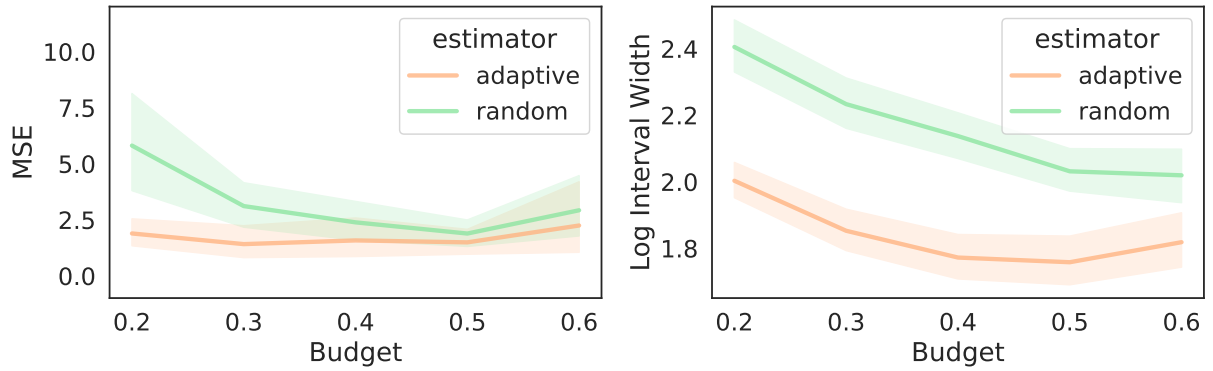 MSE
10.0
7.5
5.0
2.5
0.0
0.2 0.3 0.4 0.5 0.6
Budget
estimator
adaptive
random
Log Interval Width
2.4
2.2
2.0
1.8
0.2 0.3 0.4 0.5 0.6
Budget
estimator
adaptive
random